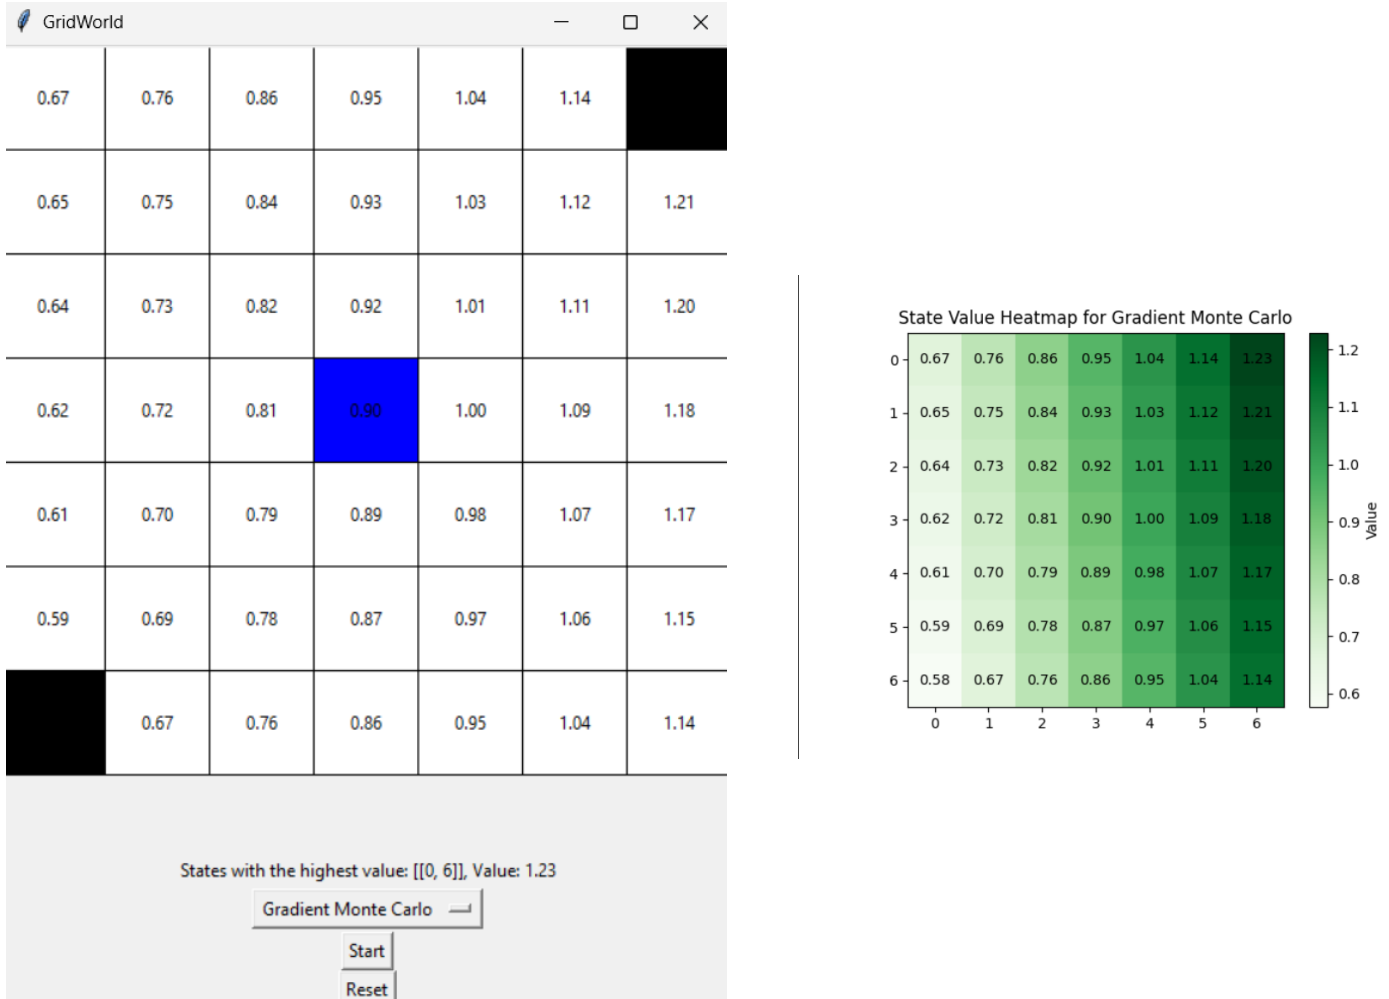 GridWorld
0.67 0.76 0.86 0.95 1.04 1.14
0.65 0.75 0.84 0.93 1.03 1.12 1.21
0.64 0.73 0.82 0.92 1.01 1.11 1.20
0.62 0.72 0.81 0.90 1.00 1.09 1.18
0.61 0.70 0.79 0.89 0.98 1.07 1.17
0.59 0.69 0.78 0.87 0.97 1.06 1.15
0.67 0.76 0.86 0.95 1.04 1.14
States with the highest value: [[0, 6]], Value: 1.23
Gradient Monte Carlo
Start
Reset
State Value Heatmap for Gradient Monte Carlo
0 0.67 0.76 0.86 0.95 1.04 1.14 1.23
1 0.65 0.75 0.84 0.93 1.03 1.12 1.21
2 0.64 0.73 0.82 0.92 1.01 1.11 1.20
3 0.62 0.72 0.81 0.90 1.00 1.09 1.18
4 0.61 0.70 0.79 0.89 0.98 1.07 1.17
5 0.59 0.69 0.78 0.87 0.97 1.06 1.15
6 0.58 0.67 0.76 0.86 0.95 1.04 1.14
0 1 2 3 4 5 6
1.2
1.1
1.0
0.9
0.8
0.7
0.6
Value